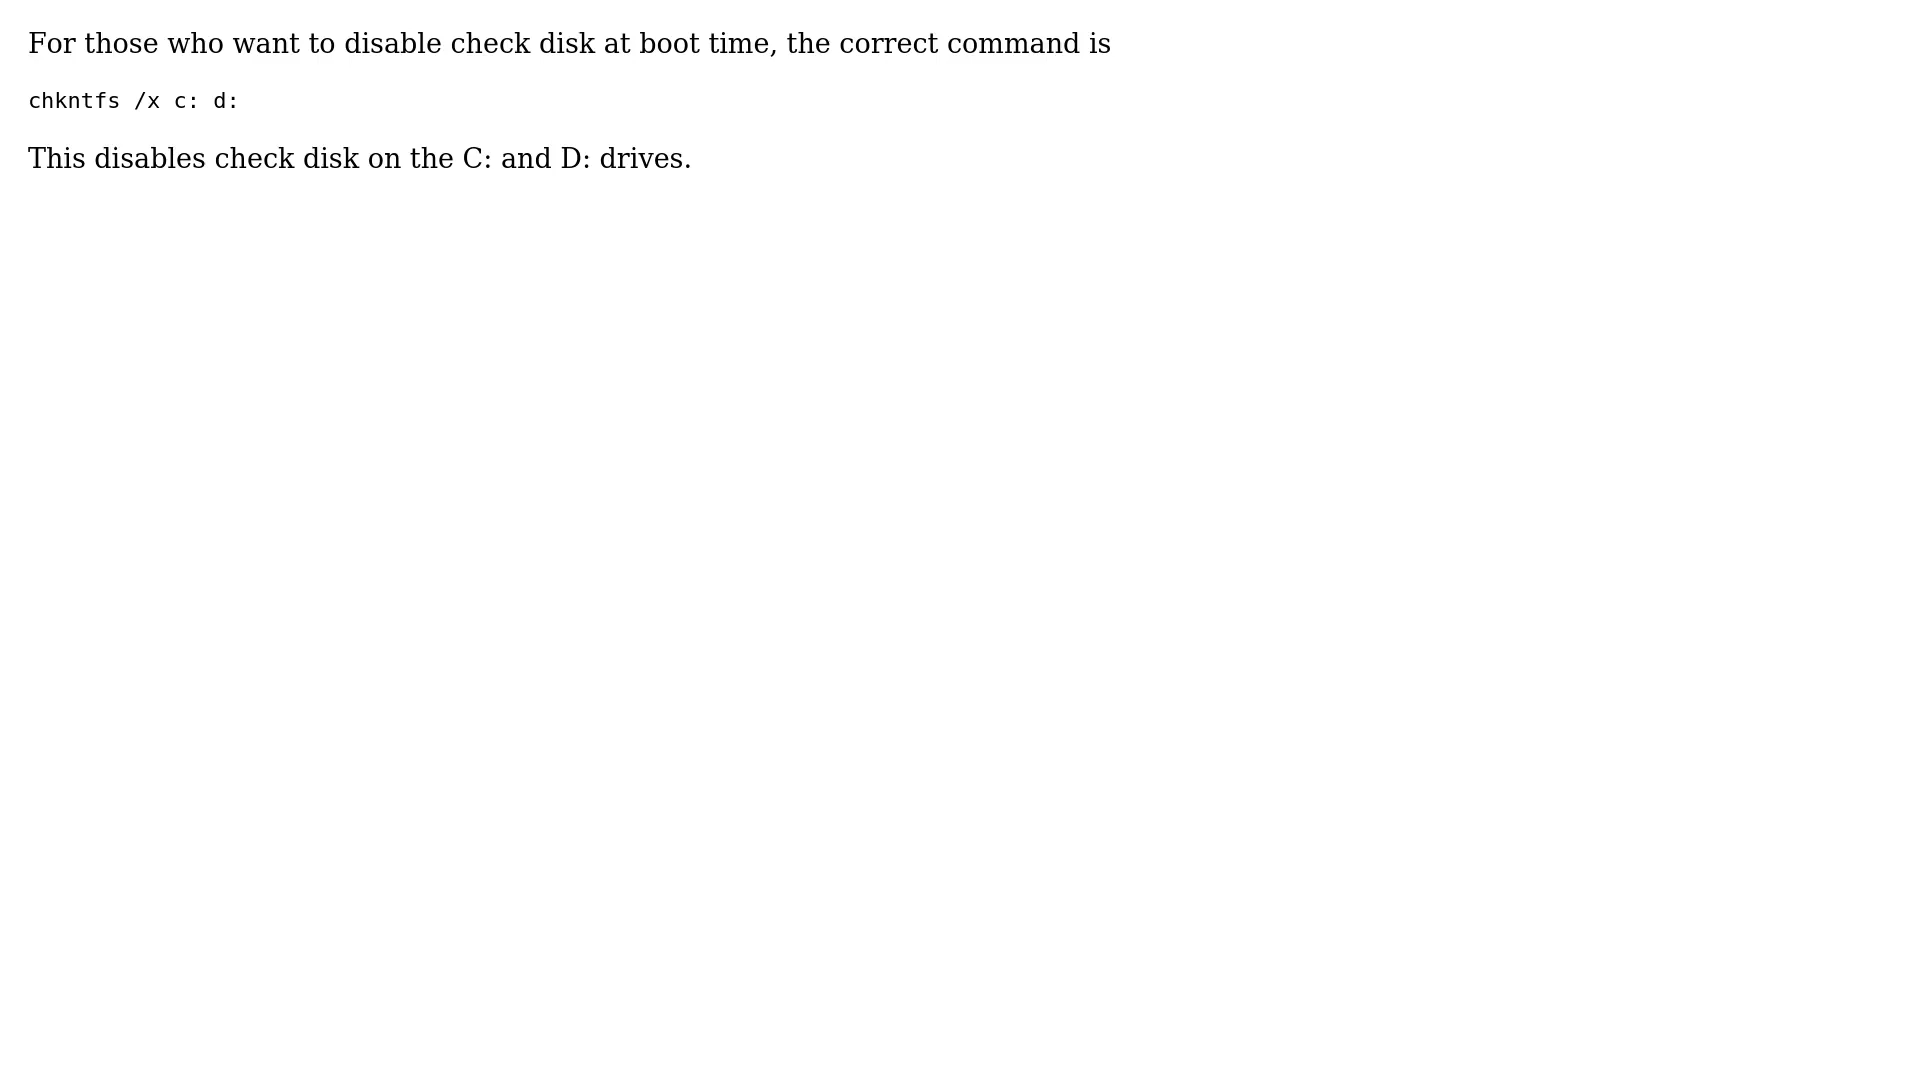 For those who want to disable check disk at boot time, the correct command is
chkntfs /x c: d:
This disables check disk on the C: and D: drives.